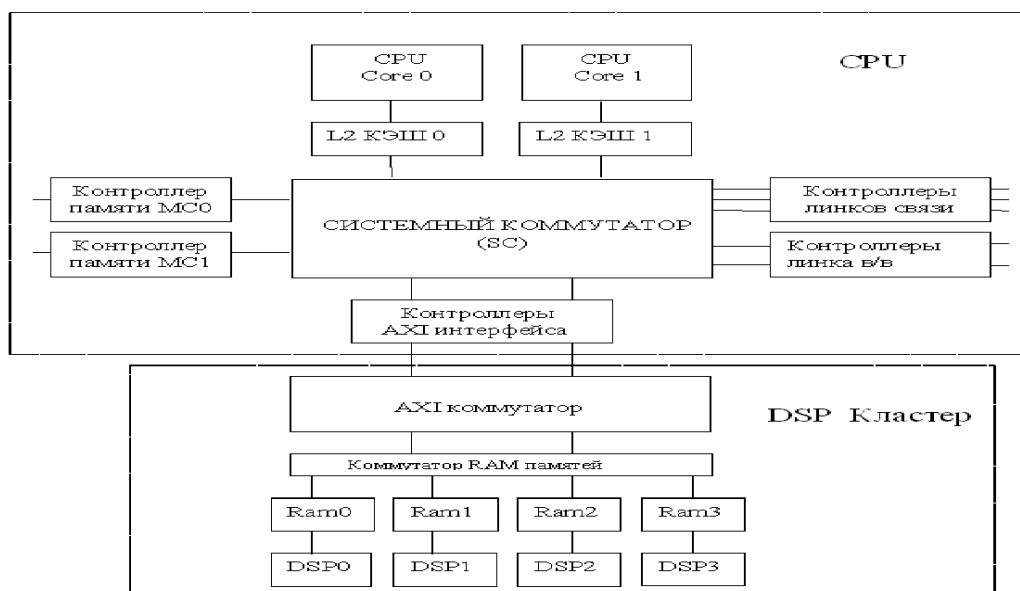 CPU
Core 0
CPU
Core 1
CPU
L2 КЭШ 0
L2 КЭШ 1
Контроллер
памяти MC0
Контроллеры
линков связи
СИСТЕМНЫЙ КОММУТАТОР
(SC)
Контроллер
памяти MC1
Контроллеры
линка в/в
Контроллеры
AXI интерфейса
AXI коммутатор
DSP Кластер
Коммутатор RAM памятей
Ram0
Ram1
Ram2
Ram3
DSP0
DSP1
DSP2
DSP3